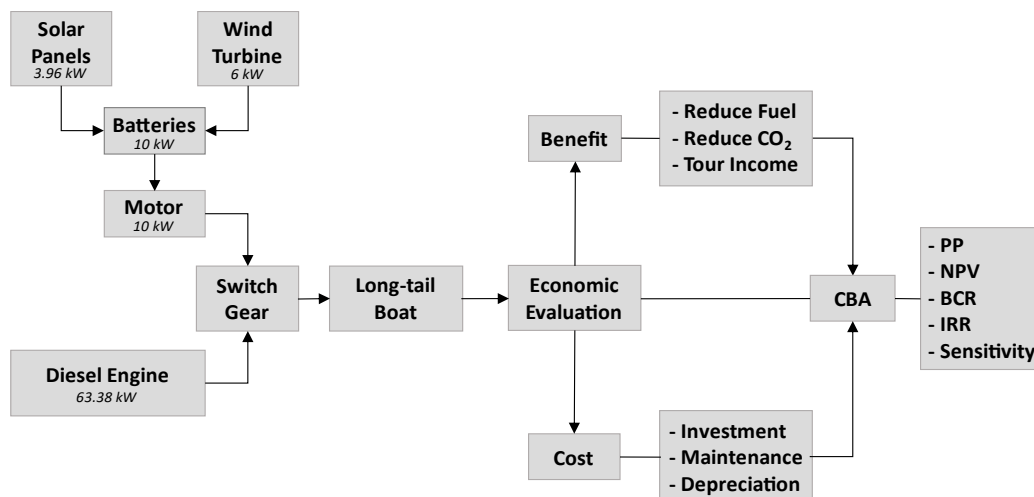 Solar
Panels
3.96 kW
Wind
Turbine
6 kW
Batteries
10 kW
Motor
10 kW
Switch
Gear
Diesel Engine
63.38 kW
Long-tail
Boat
Economic
Evaluation
Benefit
- Reduce Fuel
- Reduce CO₂
- Tour Income
Cost
- Investment
- Maintenance
- Depreciation
CBA
- PP
- NPV
- BCR
- IRR
- Sensitivity